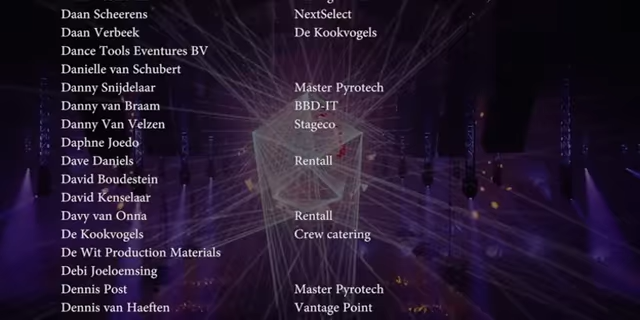 Daan Scheerens NextSelect
Daan Verbeek De Kookvogels
Dance Tools Eventures BV
Danielle van Schubert
Danny Snijdelaar Master Pyrotech
Danny van Braam BBD-IT
Danny Van Velzen Stageco
Daphne Joedo
Dave Daniels Rentall
David Boudestein
David Kenselaar
Davy van Onna Rentall
De Kookvogels Crew catering
De Wit Production Materials
Debi Joeloemsing
Dennis Post Master Pyrotech
Dennis van Haeften Vantage Point